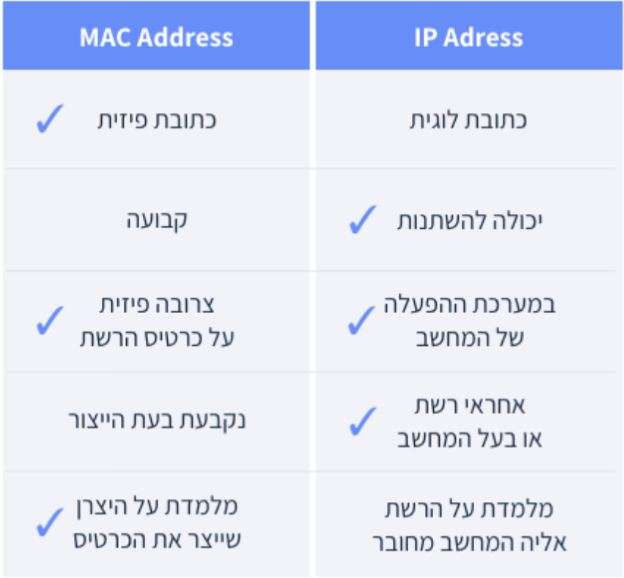 MAC Address
IP Adress
כתובת פיזית
כתובת לוגית
קבועה
יכולה להשתנות
צרובה פיזית
על כרטיס הרשת
במערכת ההפעלה
של המחשב
נקבעת בעת הייצור
אחראי רשת
או בעל המחשב
מלמדת על היצרן
שייצר את הכרטיס
מלמדת על הרשת
אליה המחשב מחובר